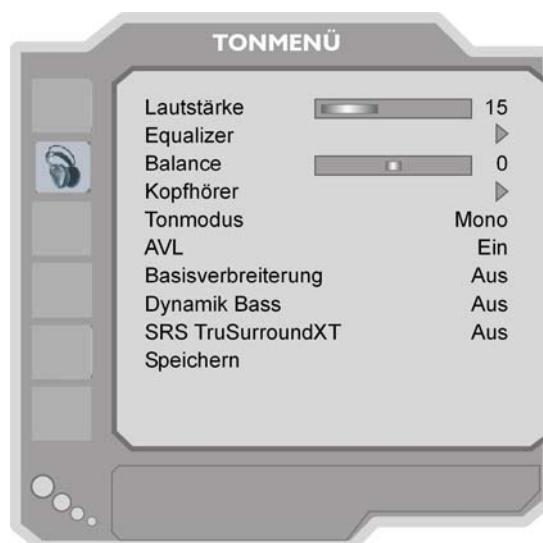 TONMENÜ
Lautstärke 15
Equalizer
Balance 0
Kopfhörer
Tonmodus Mono
AVL Ein
Basisverbreiterung Aus
Dynamik Bass Aus
SRS TruSurroundXT Aus
Speichern